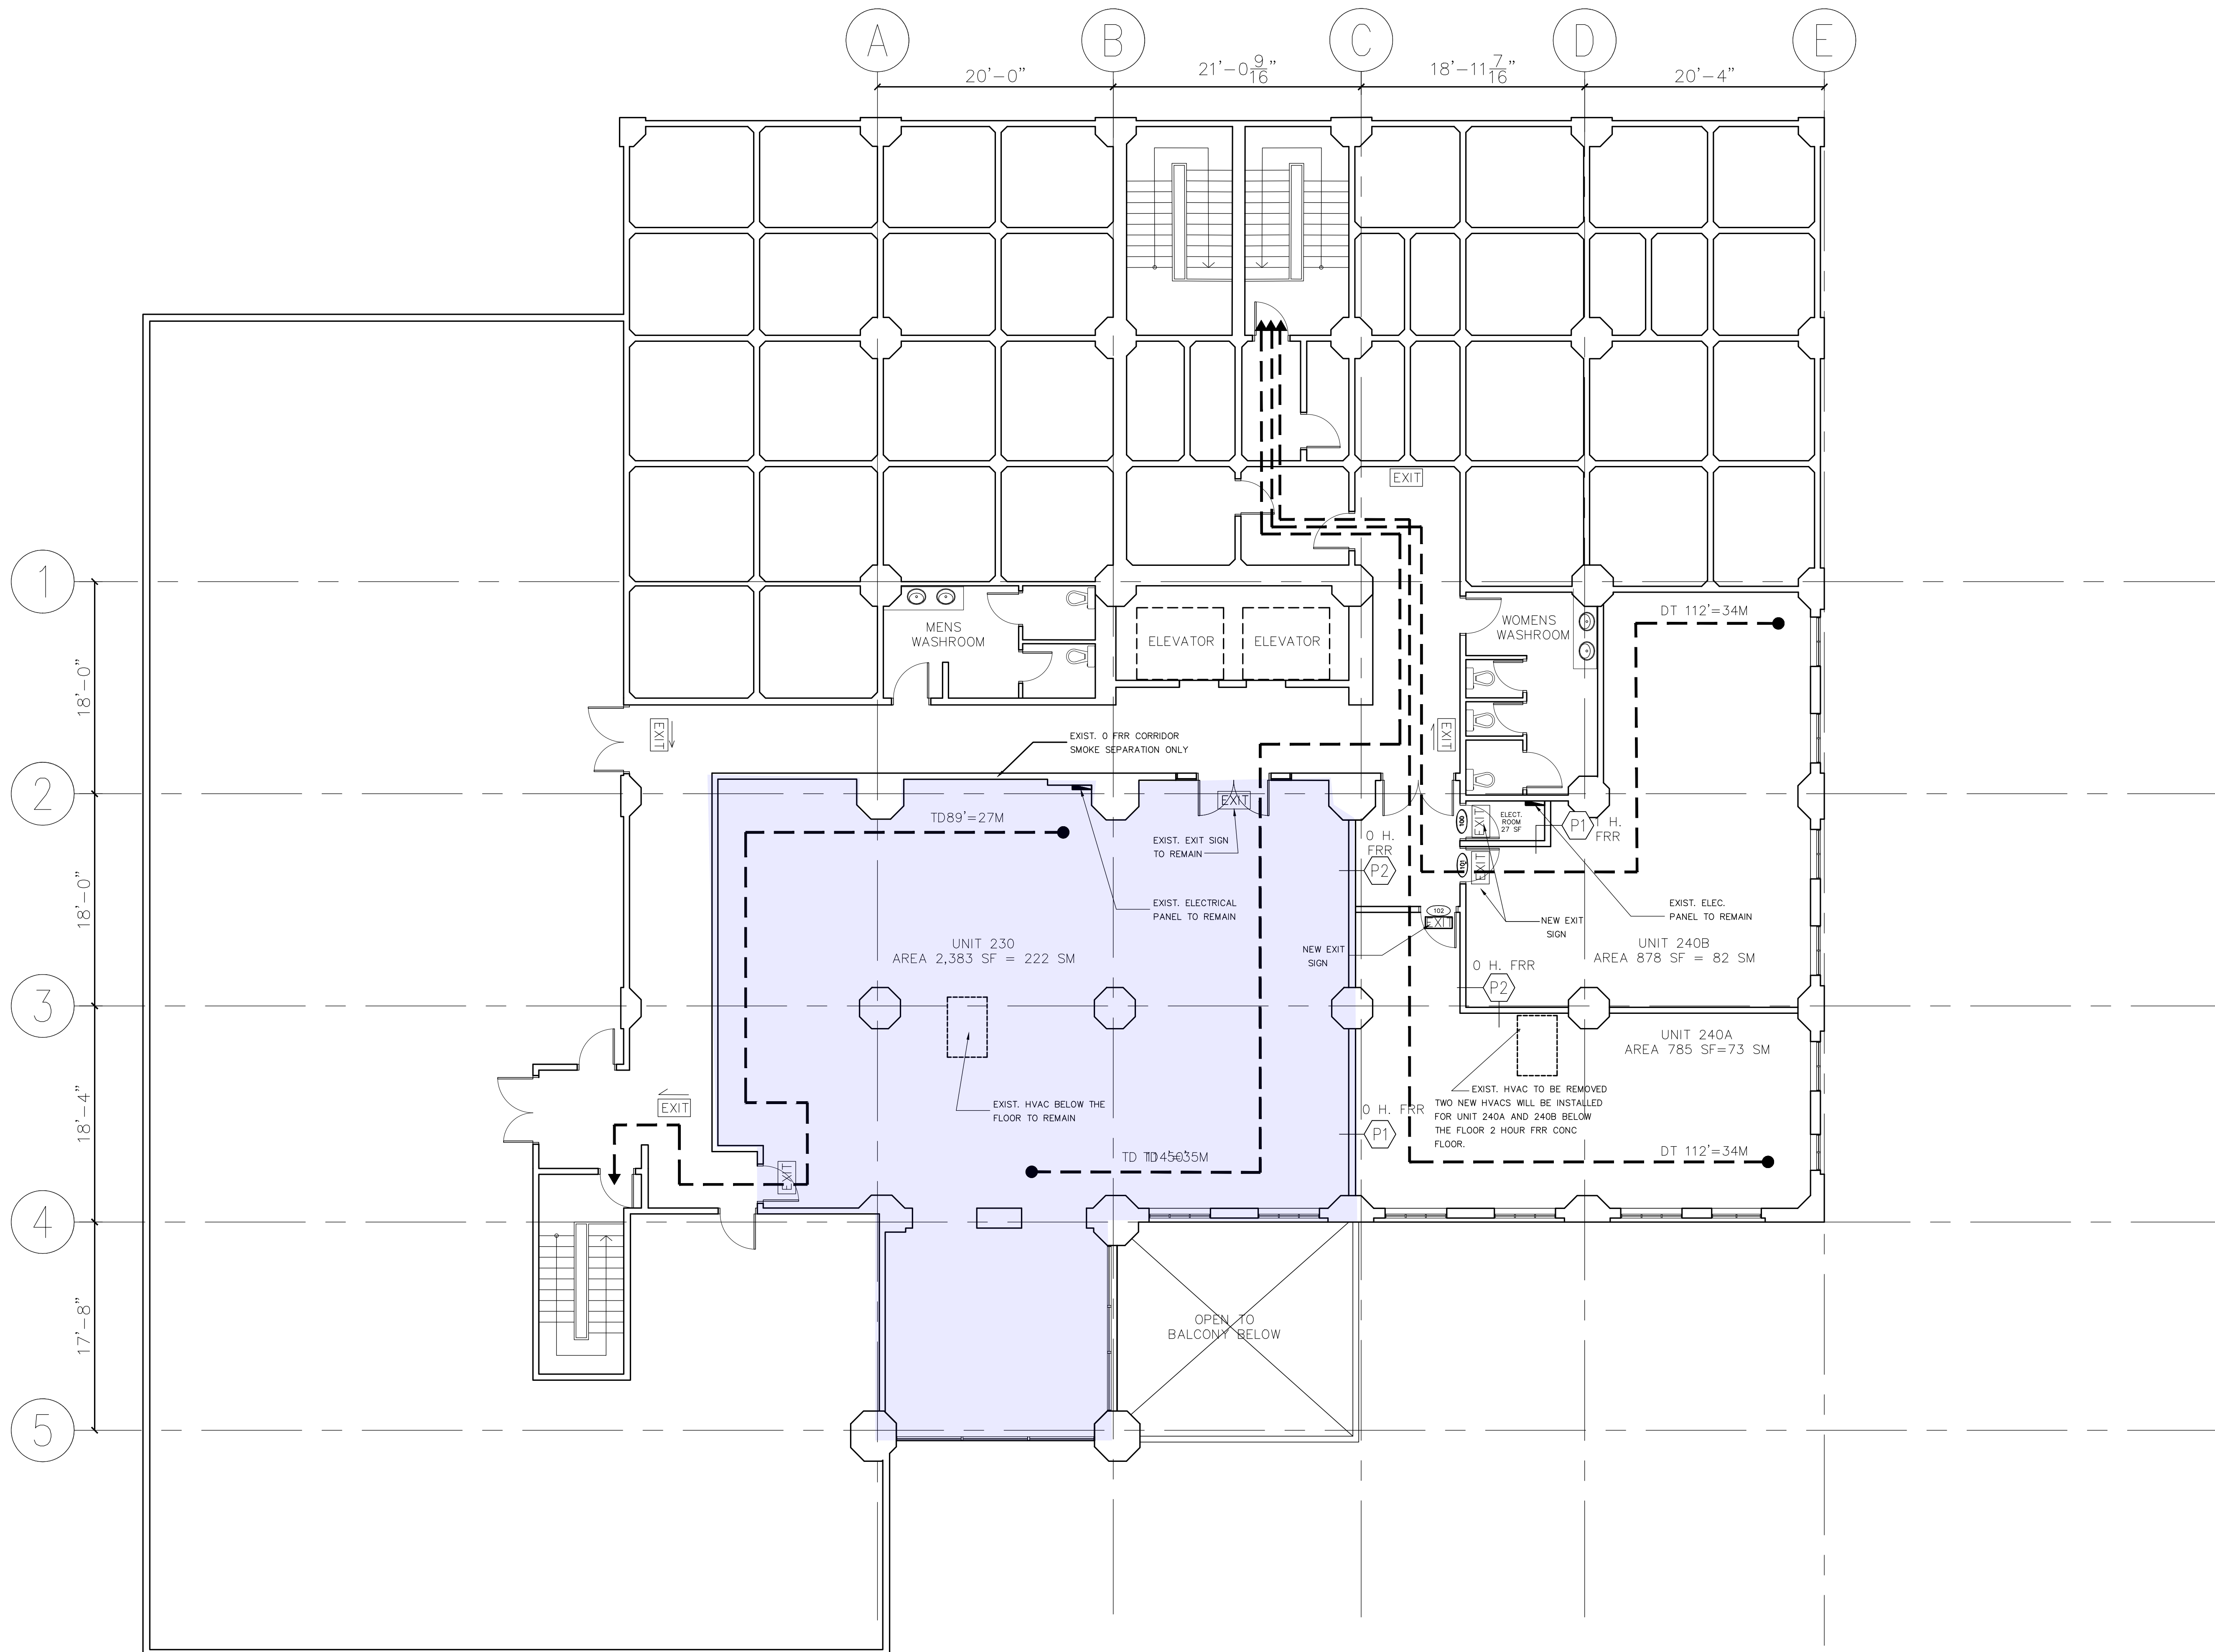 A
B
C
D
E
20'-0"
21'-0 9/16"
18'-11 7/16"
20'-4"
EXIT
1
18'-0"
MENS
WASHROOM
ELEVATOR
ELEVATOR
WOMENS
WASHROOM
DT 112'=34M
EXIT
EXIT
EXIST. 0 FRR CORRIDOR
SMOKE SEPARATION ONLY
2
18'-0"
TD89'=27M
EXIT
EXIST. EXIT SIGN
TO REMAIN
EXIST. ELECTRICAL
PANEL TO REMAIN
0 H.
FRR
P2
100
EXIT
ELECT.
ROOM
27 SF
P1
1 H.
FRR
101
EXIT
102
EXIT
NEW EXIT
SIGN
NEW EXIT
SIGN
EXIST. ELEC.
PANEL TO REMAIN
UNIT 230
AREA 2,383 SF = 222 SM
UNIT 240B
AREA 878 SF = 82 SM
0 H. FRR
P2
3
18'-4"
UNIT 240A
AREA 785 SF=73 SM
EXIST. HVAC TO BE REMOVED
TWO NEW HVACS WILL BE INSTALLED
FOR UNIT 240A AND 240B BELOW
THE FLOOR 2 HOUR FRR CONC
FLOOR.
EXIST. HVAC BELOW THE
FLOOR TO REMAIN
EXIT
0 H. FRR
P1
EXIT
TD
DT 112'=34M
4
17'-8"
OPEN TO
BALCONY BELOW
5